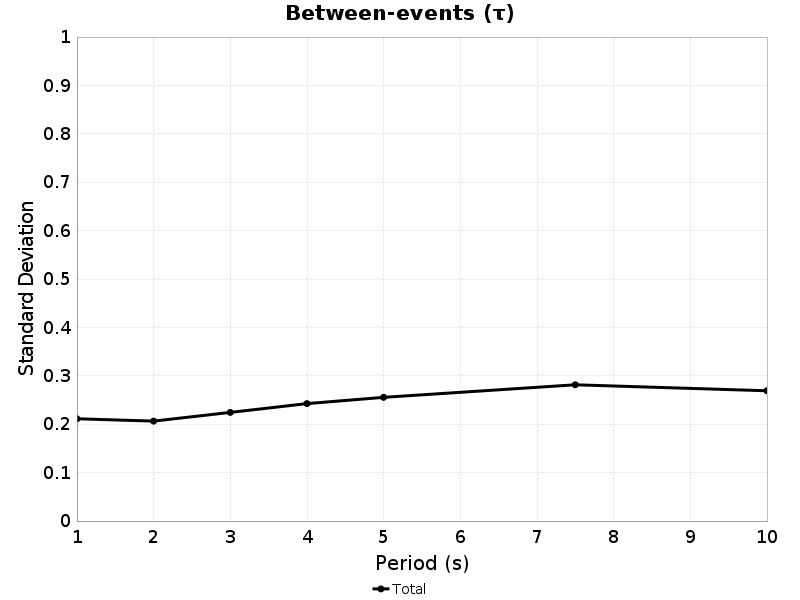 Between-events (τ)
1
0.9
0.8
0.7
0.6
0.5
0.4
0.3
0.2
0.1
0
Standard Deviation
1 2 3 4 5 6 7 8 9 10
Period (s)
Total